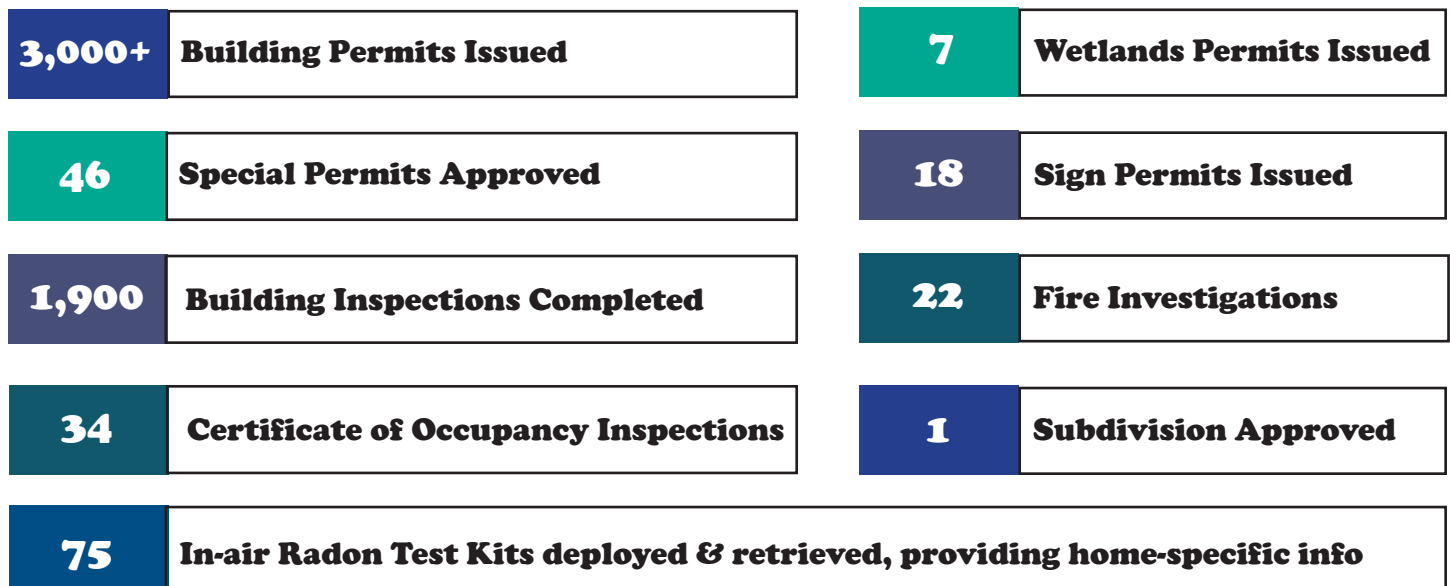 3,000+ Building Permits Issued
7 Wetlands Permits Issued
46 Special Permits Approved
18 Sign Permits Issued
1,900 Building Inspections Completed
22 Fire Investigations
34 Certificate of Occupancy Inspections
1 Subdivision Approved
75 In-air Radon Test Kits deployed & retrieved, providing home-specific info